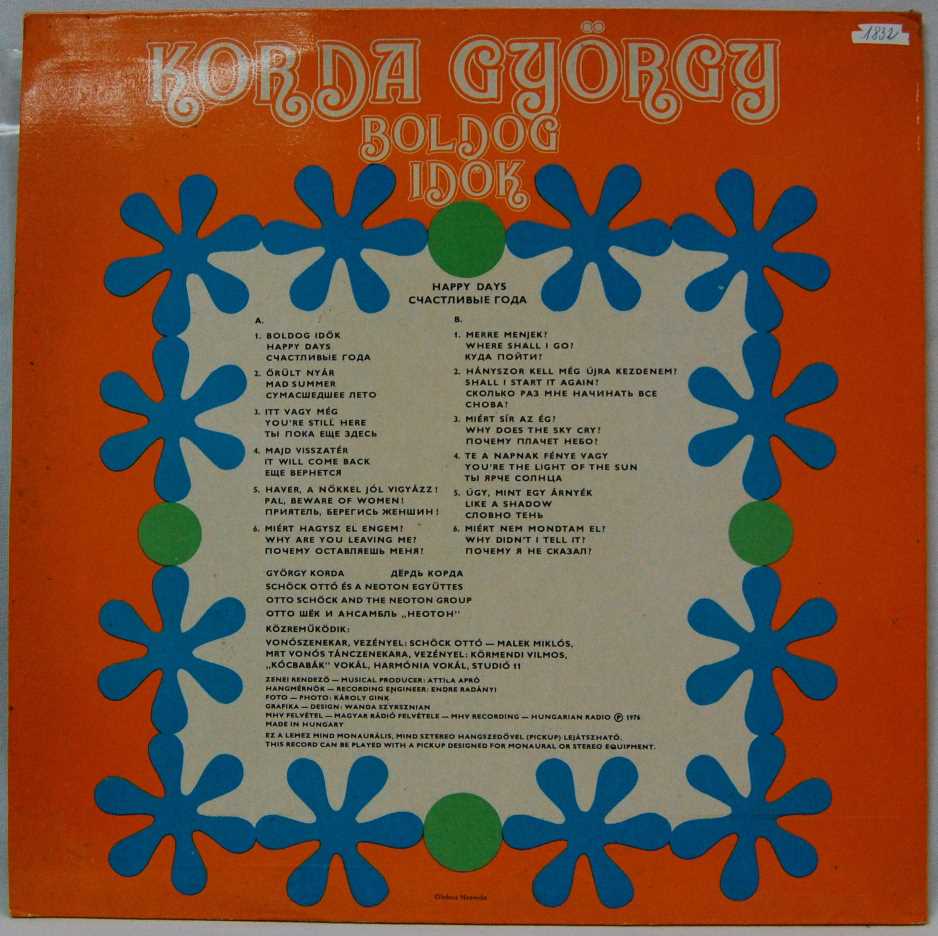 1832
KORDA GYÖRGY
BOLDOG
IDŐK
HAPPY DAYS
СЧАСТЛИВЫЕ ГОДА
A.
1. BOLDOG IDŐK
HAPPY DAYS
СЧАСТЛИВЫЕ ГОДА
2. ŐRÜLT NYÁR
MAD SUMMER
СУМАСШЕДШЕЕ ЛЕТО
3. ITT VAGY MÉG
YOU'RE STILL HERE
ТЫ ПОКА ЕЩЕ ЗДЕСЬ
4. MAJD VISSZATÉR
IT WILL COME BACK
ЕЩЕ ВЕРНЕТСЯ
5. HAVER, A NŐKKEL JÓL VIGYÁZZ!
PAL, BEWARE OF WOMEN!
ПРИЯТЕЛЬ, БЕРЕГИСЬ ЖЕНШИН!
6. MIÉRT HAGYSZ EL ENGEM?
WHY ARE YOU LEAVING ME?
ПОЧЕМУ ОСТАВЛЯЕШЬ МЕНЯ?
B.
1. MERRE MENJEK?
WHERE SHALL I GO?
КУДА ПОЙТИ?
2. HÁNYSZOR KELL MÉG ÚJRA KEZDENEM?
SHALL I START IT AGAIN?
СКОЛЬКО РАЗ МНЕ НАЧИНАТЬ ВСЕ
СНОВА?
3. MIÉRT SÍR AZ ÉG?
WHY DOES THE SKY CRY?
ПОЧЕМУ ПЛАЧЕТ НЕБО?
4. TE A NAPNAK FÉNYE VAGY
YOU'RE THE LIGHT OF THE SUN
ТЫ ЯРЧЕ СОЛНЦА
5. ÚGY, MINT EGY ÁRNYÉK
LIKE A SHADOW
СЛОВНО ТЕНЬ
6. MIÉRT NEM MONDTAM EL?
WHY DIDN'T I TELL IT?
ПОЧЕМУ Я НЕ СКАЗАЛ?
GYÖRGY KORDA ДЁРДЬ КОРДА
SCHÖCK OTTÓ ÉS A NEOTON EGYÜTTES
OTTO SCHÖCK AND THE NEOTON GROUP
ОТТО ШЁК И АНСАМБЛЬ „НЕОТОН"
KÖZREMŰKÖDIK:
VONÓSZENEKAR, VEZÉNYEL: SCHÖCK OTTÓ — MALEK MIKLÓS,
MRT VONÓS TÁNCZENEKARA, VEZÉNYEL: KÖRMENDI VILMOS,
„KÓCBABÁK" VOKÁL, HARMÓNIA VOKÁL, STUDIÓ 11
ZENEI RENDEZŐ — MUSICAL PRODUCER: ATTILA APRÓ
HANGMÉRNÖK — RECORDING ENGINEER: ENDRE RADÁNYI
FOTO — PHOTO: KÁROLY GINK
GRAFIKA — DESIGN: WANDA SZYKSZNIAN
MHV FELVÉTEL — MAGYAR RÁDIÓ FELVÉTELE — MHV RECORDING — HUNGARIAN RADIO Ⓟ 1976
MADE IN HUNGARY
EZ A LEMEZ MIND MONAURÁLIS, MIND SZTEREO HANGSZEDŐVEL (PICKUP) LEJÁTSZHATÓ.
THIS RECORD CAN BE PLAYED WITH A PICKUP DESIGNED FOR MONAURAL OR STEREO EQUIPMENT.
Globus Nyomda